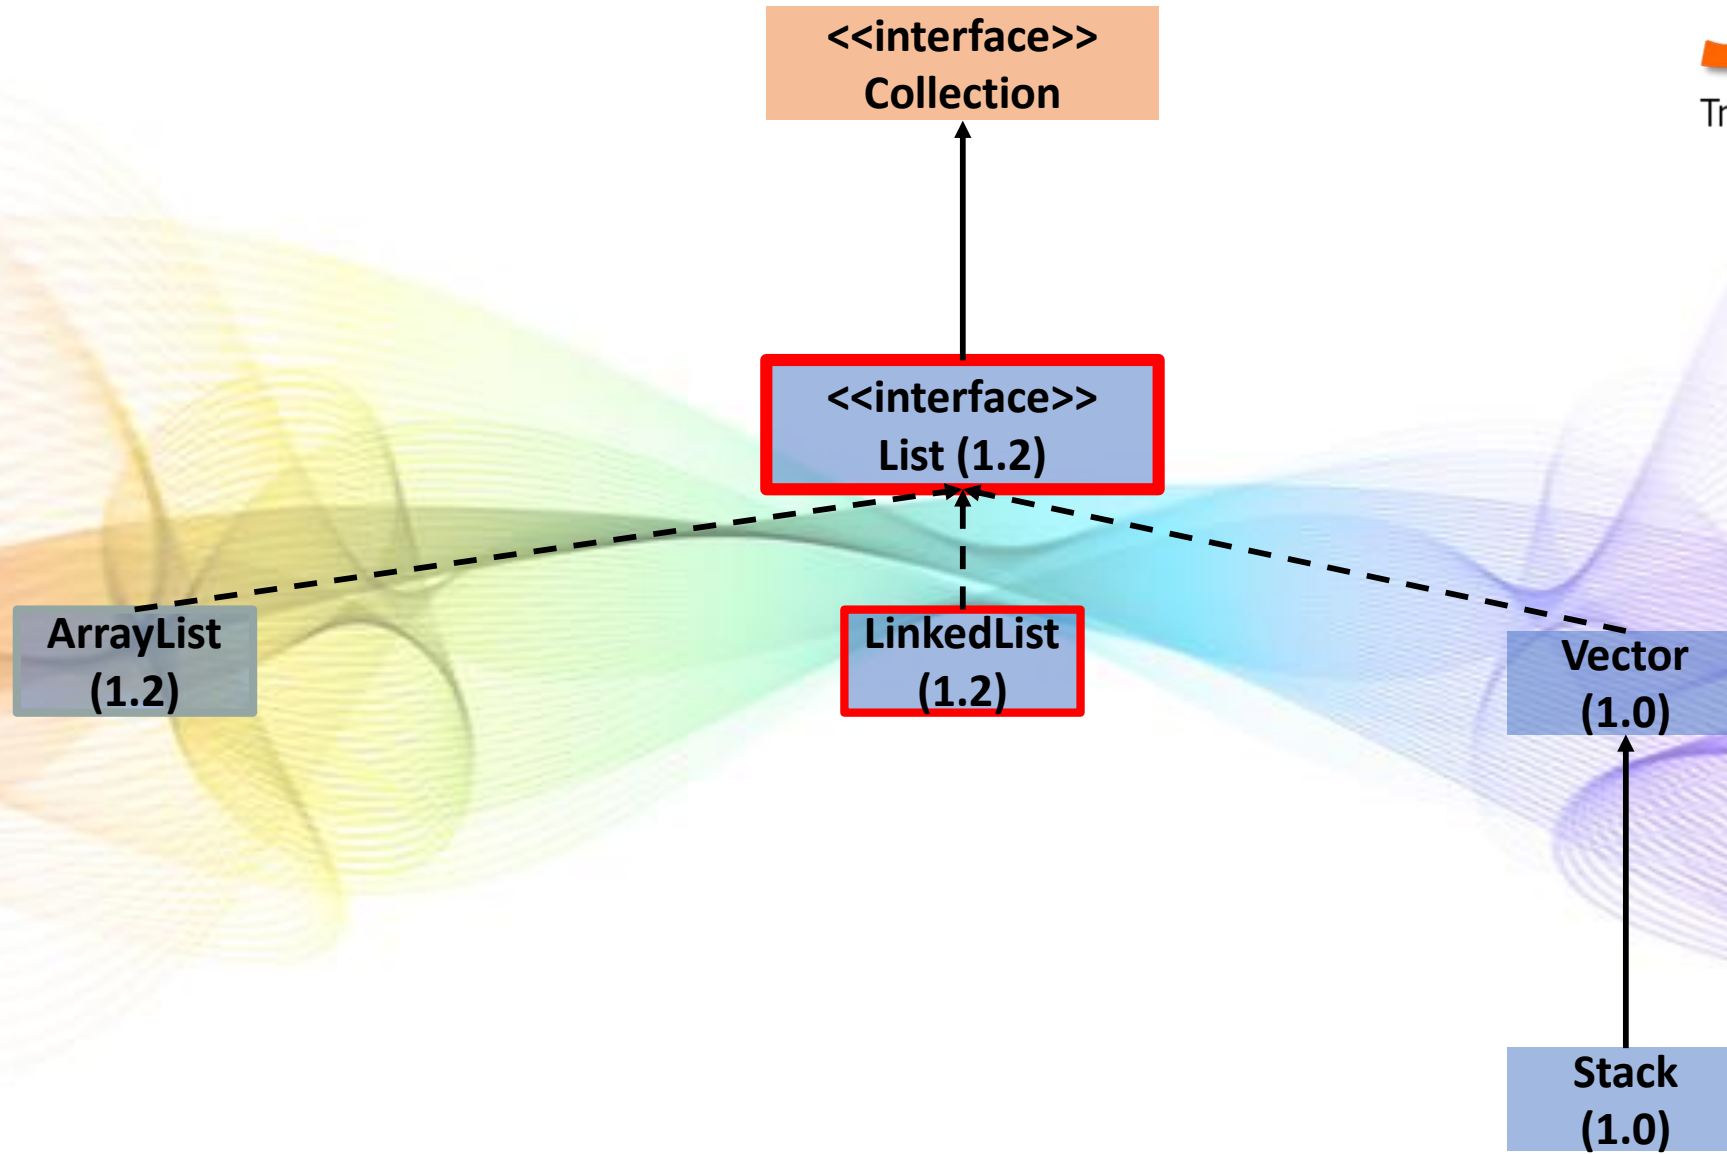 <<interface>>
Collection
<<interface>>
List (1.2)
ArrayList
(1.2)
LinkedList
(1.2)
Vector
(1.0)
Stack
(1.0)